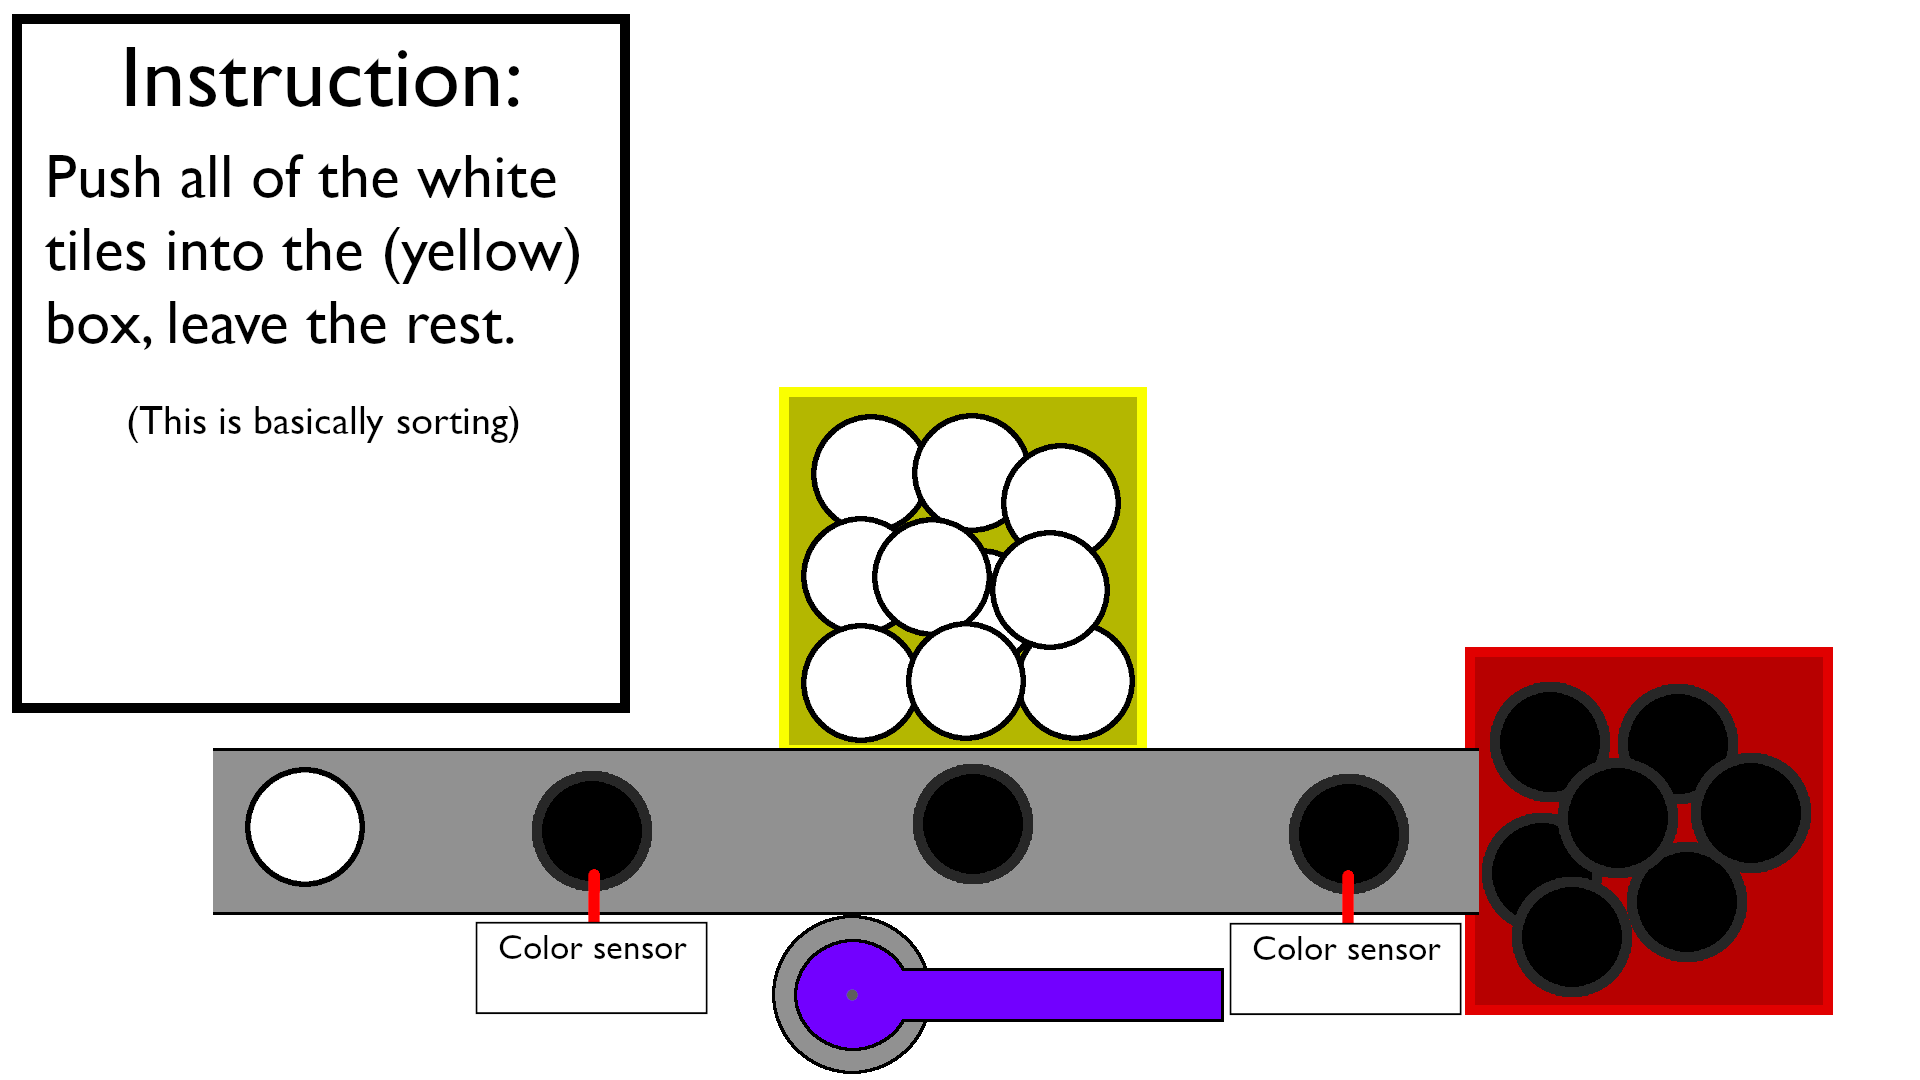 Instruction:
Push all of the white
tiles into the (yellow)
box, leave the rest.
(This is basically sorting)
Color sensor
Color sensor